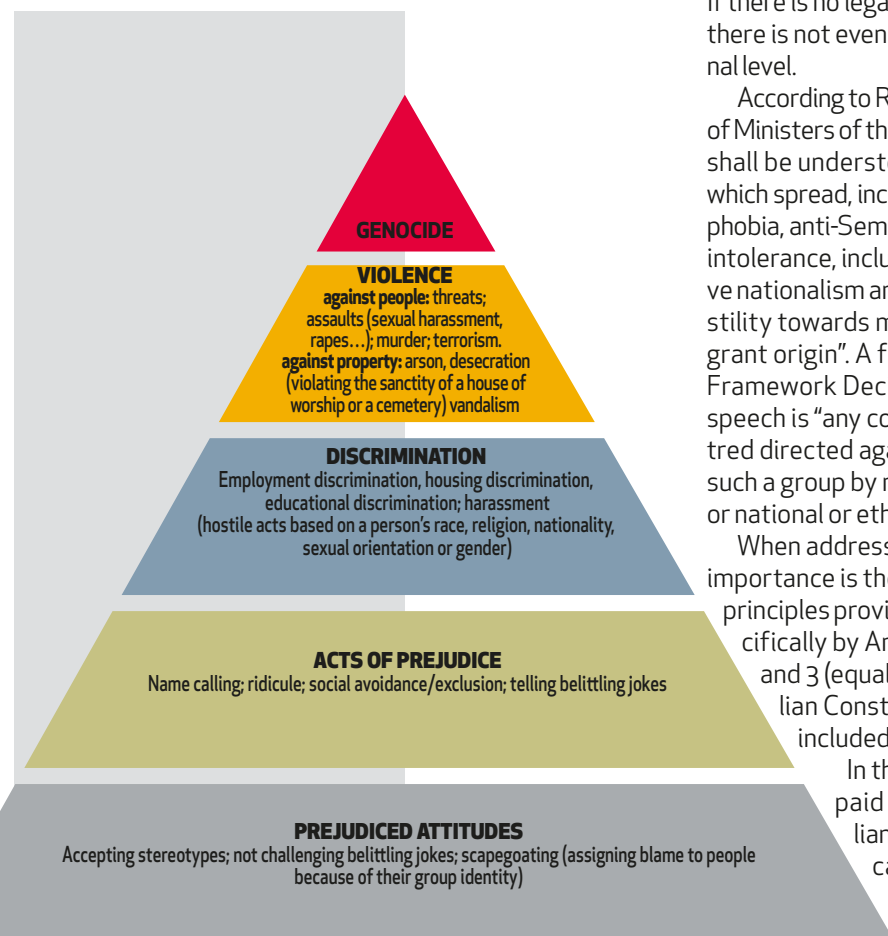 GENOCIDE
VIOLENCE
against people: threats;
assaults (sexual harassment,
rapes…); murder; terrorism.
against property: arson, desecration
(violating the sanctity of a house of
worship or a cemetery) vandalism
DISCRIMINATION
Employment discrimination, housing discrimination,
educational discrimination; harassment
(hostile acts based on a person’s race, religion, nationality,
sexual orientation or gender)
ACTS OF PREJUDICE
Name calling; ridicule; social avoidance/exclusion; telling belittling jokes
PREJUDICED ATTITUDES
Accepting stereotypes; not challenging belittling jokes; scapegoating (assigning blame to people
because of their group identity)
If there is no lega
there is not even
nal level.
According to R
of Ministers of th
shall be underst
which spread, inc
phobia, anti-Sem
intolerance, inclu
ve nationalism a
stility towards m
grant origin”. A f
Framework Dec
speech is “any co
tred directed aga
such a group by r
or national or eth
When address
importance is the
principles provi
cifically by Ar
and 3 (equal
lian Const
included
In th
paid
lian
ca